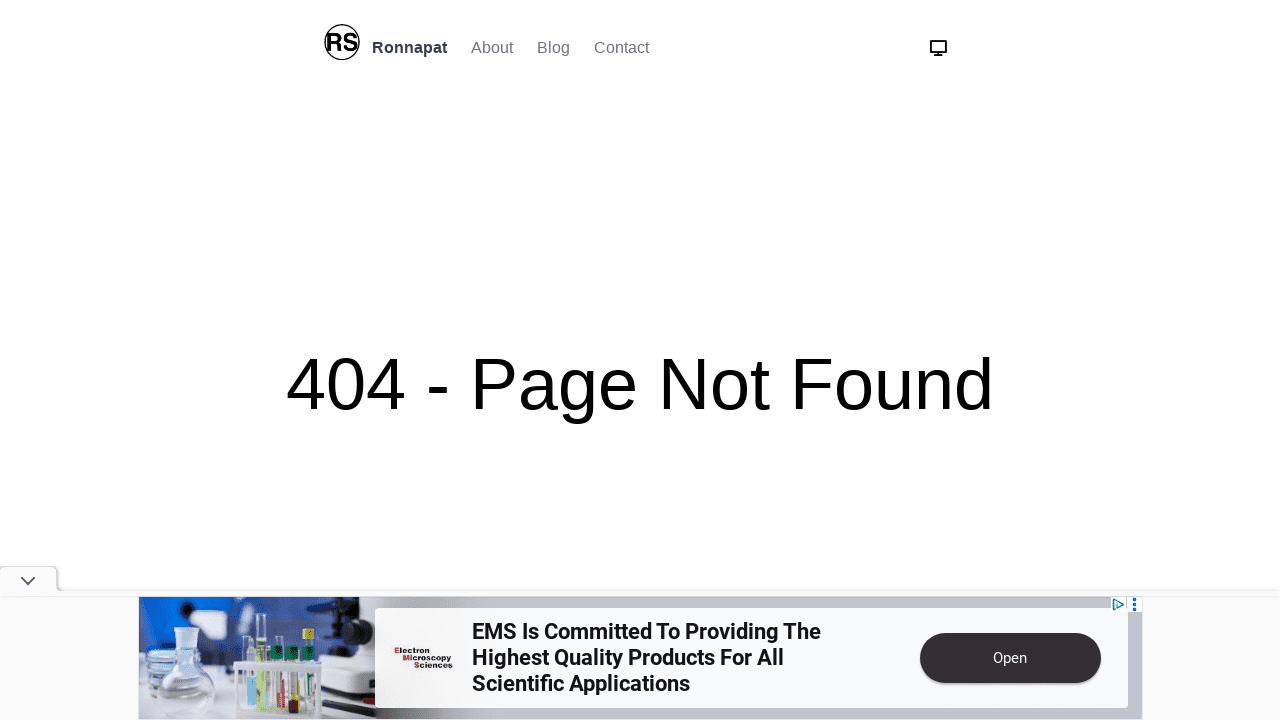 RS Ronnapat About Blog Contact
404 - Page Not Found
Electron
Microscopy
Sciences
EMS Is Committed To Providing The
Highest Quality Products For All
Scientific Applications
Open